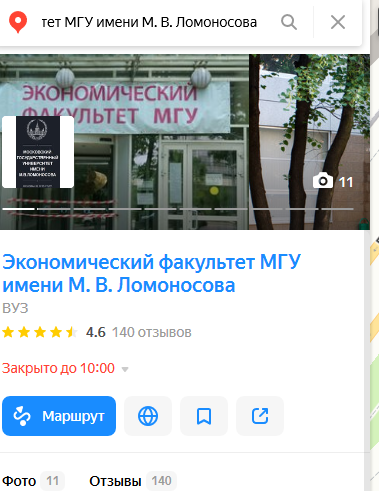 тет МГУ имени М. В. Ломоносова
ЭКОНОМИЧЕСКИЙ
ФАКУЛЬТЕТ МГУ
МОСКОВСКИЙ
ГОСУДАРСТВЕННЫЙ
УНИВЕРСИТЕТ
ИМЕНИ
М.В.ЛОМОНОСОВА
11
Экономический факультет МГУ
имени М. В. Ломоносова
ВУЗ
4.6 140 отзывов
Закрыто до 10:00
Маршрут
Фото 11 Отзывы 140